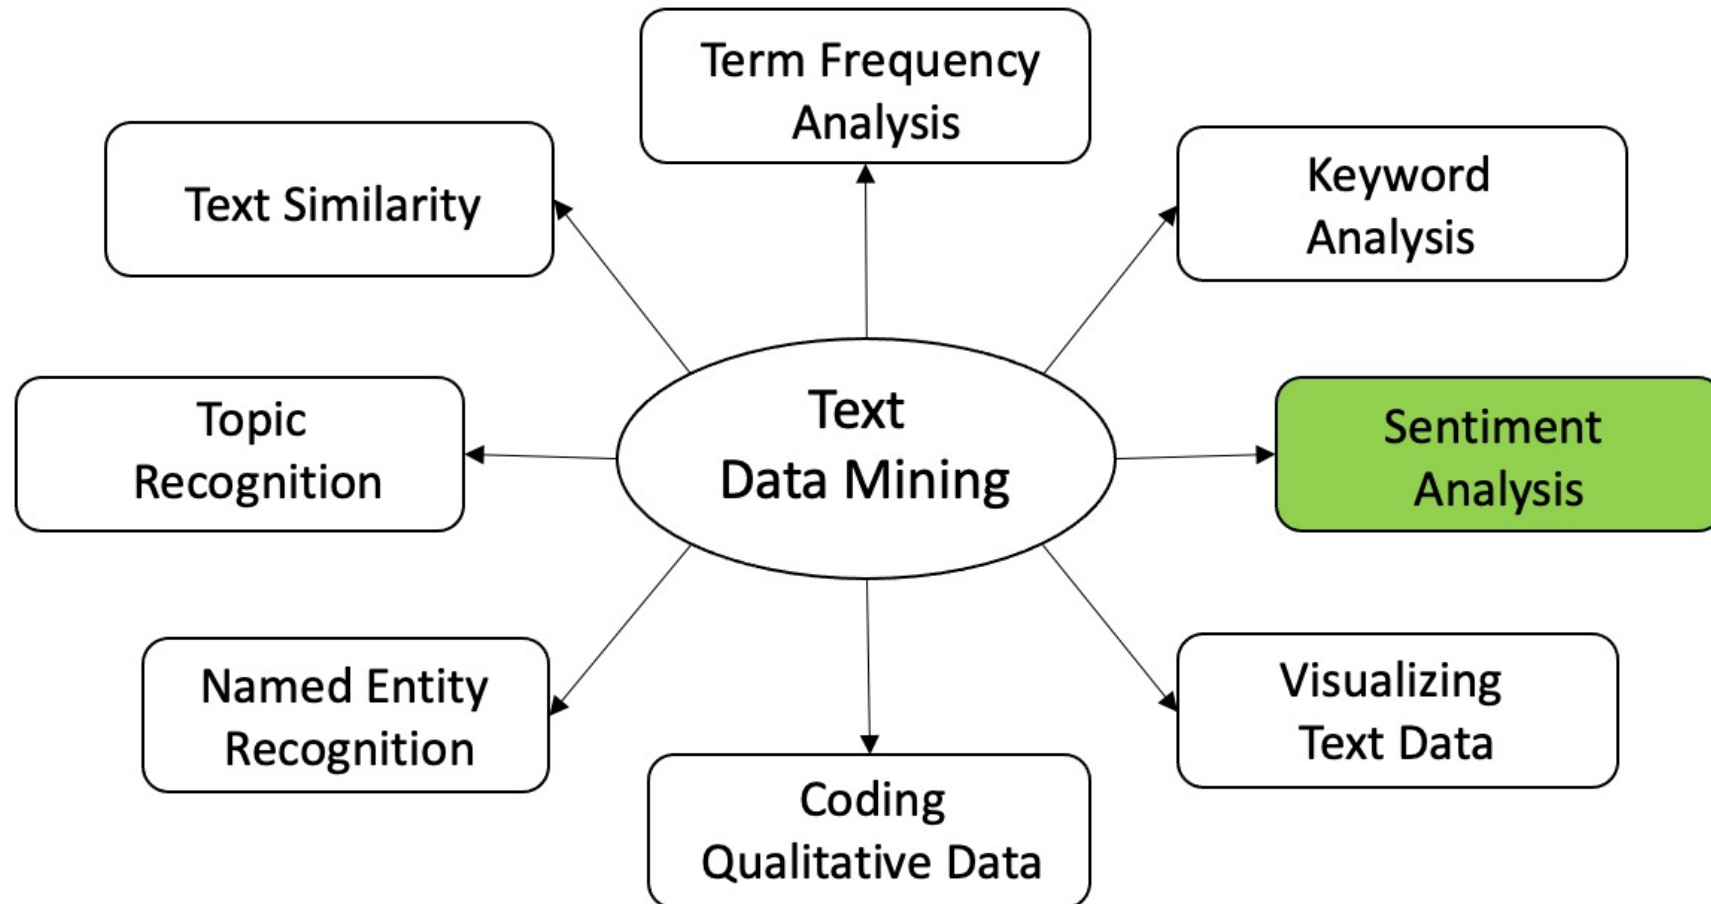 Term Frequency
Analysis
Text Similarity
Keyword
Analysis
Topic
Recognition
Text
Data Mining
Sentiment
Analysis
Named Entity
Recognition
Coding
Qualitative Data
Visualizing
Text Data